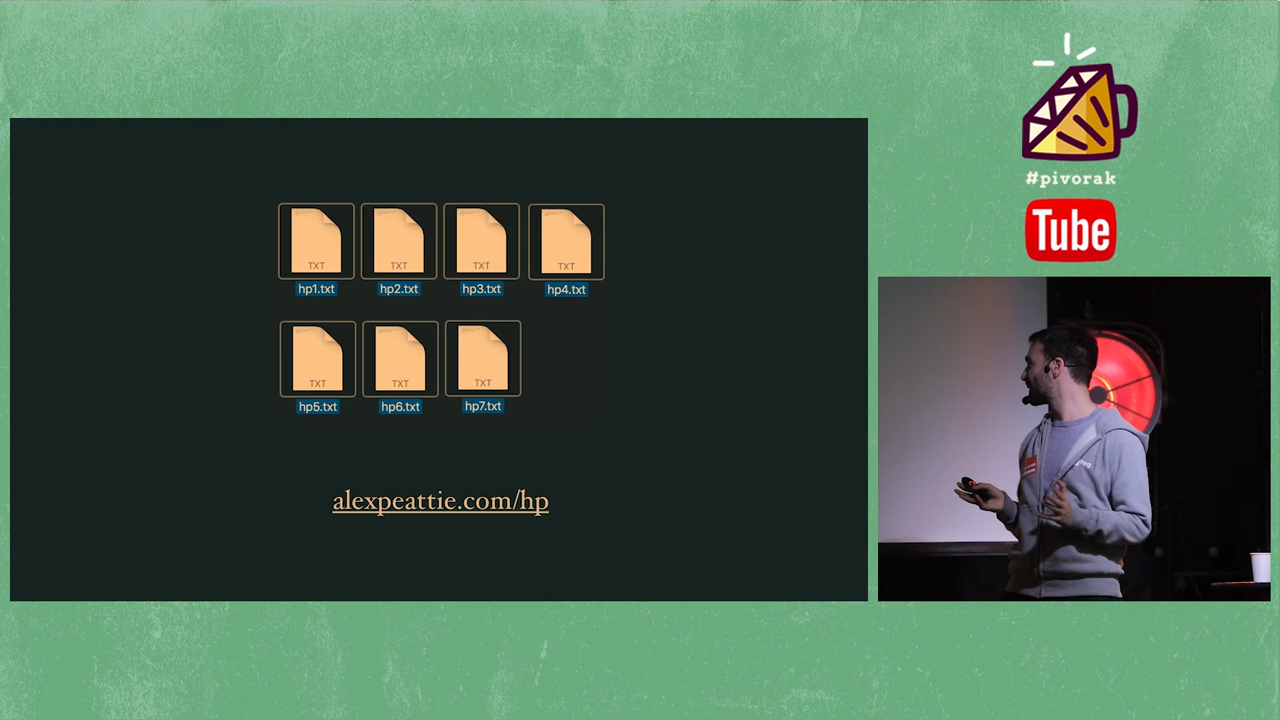 TXT TXT TXT TXT
hp1.txt hp2.txt hp3.txt hp4.txt
TXT TXT TXT
hp5.txt hp6.txt hp7.txt
alexpeattie.com/hp
#pivorak
Tube